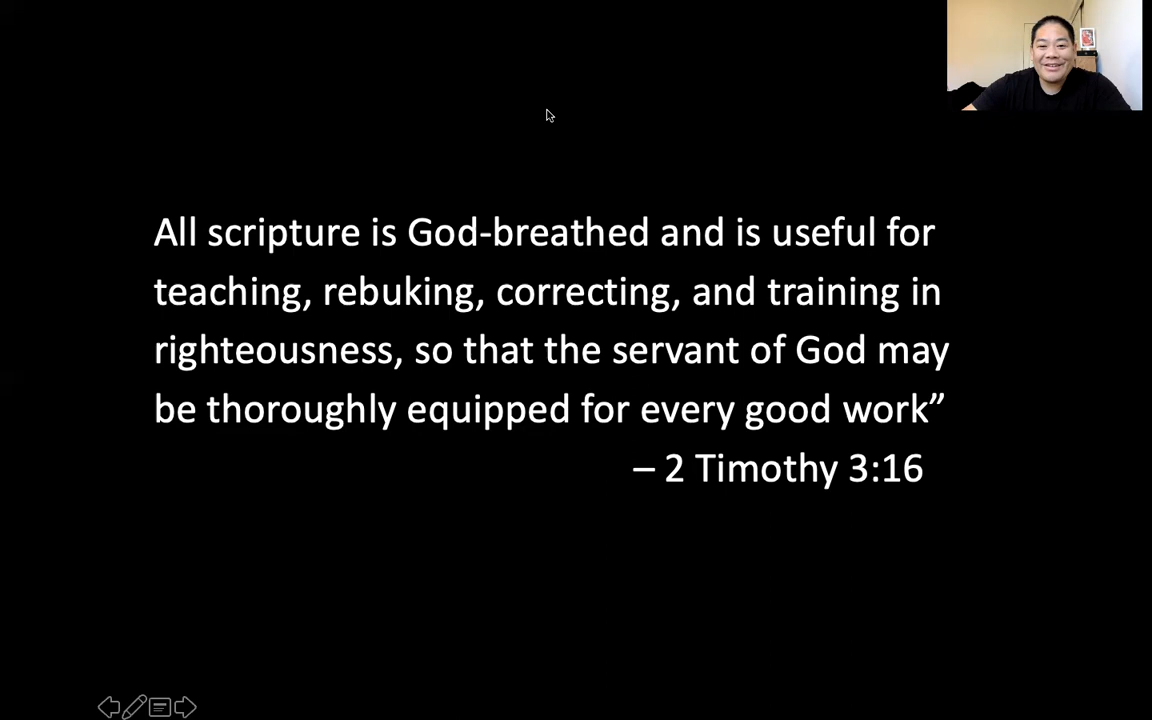 All scripture is God-breathed and is useful for
teaching, rebuking, correcting, and training in
righteousness, so that the servant of God may
be thoroughly equipped for every good work”
– 2 Timothy 3:16